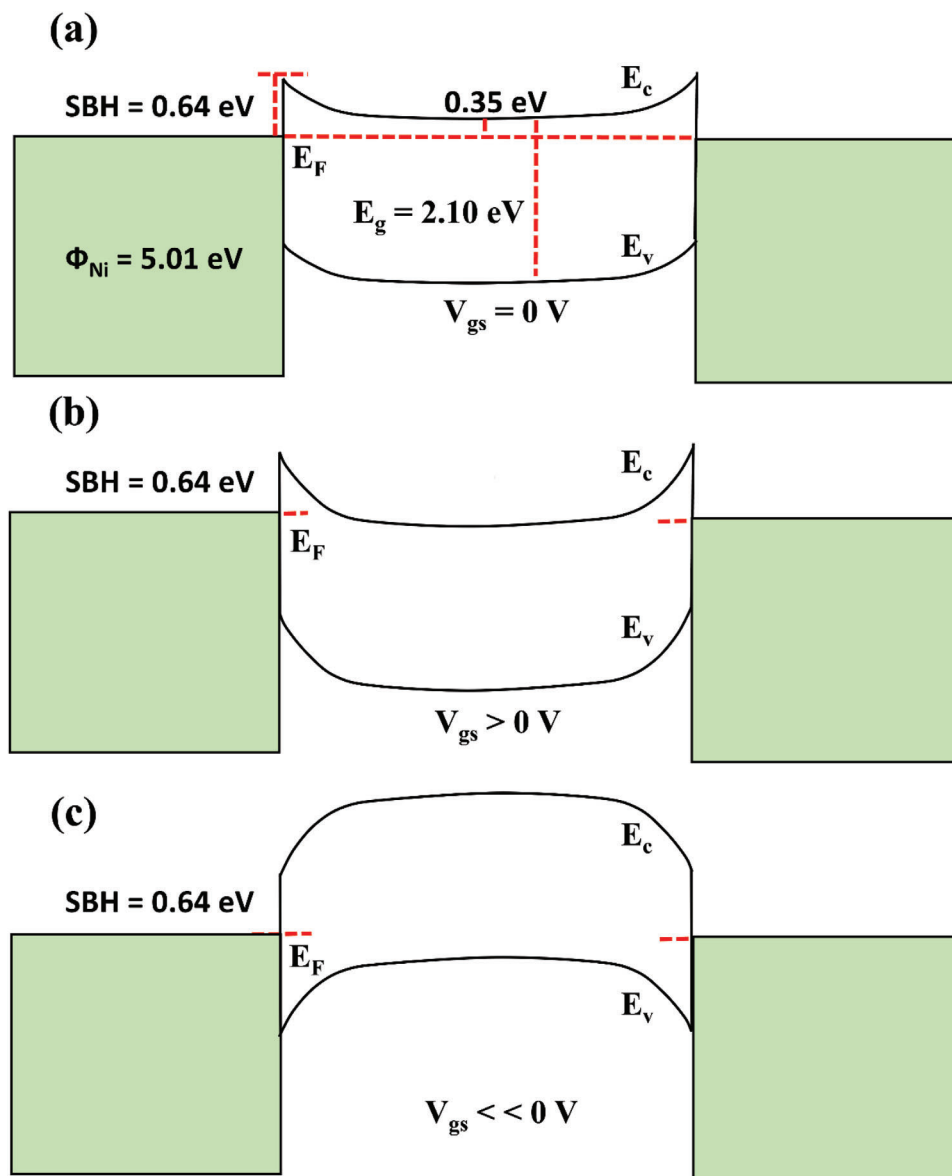 (a)
E_c
SBH = 0.64 eV
0.35 eV
E_F
E_g = 2.10 eV
Φ_Ni = 5.01 eV
E_v
V_gs = 0 V
(b)
E_c
SBH = 0.64 eV
E_F
E_v
V_gs > 0 V
(c)
E_c
SBH = 0.64 eV
E_F
E_v
V_gs < < 0 V